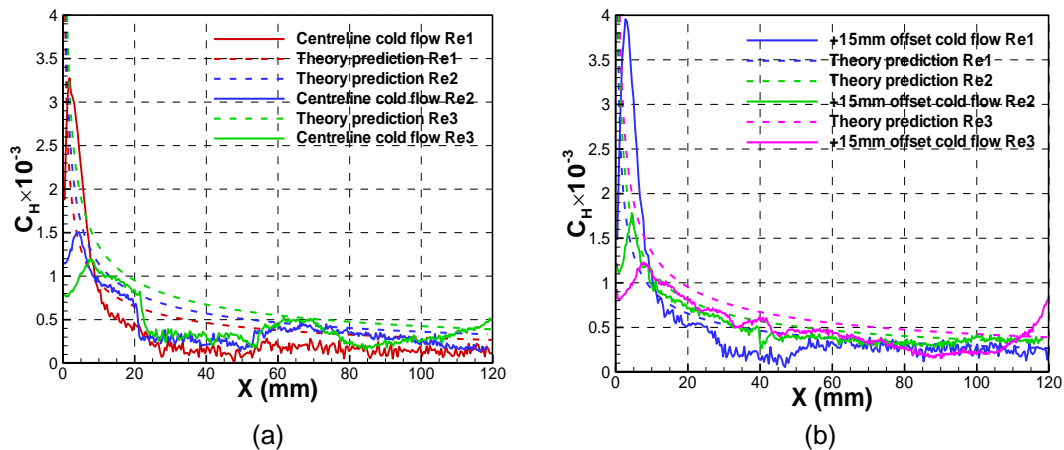 4
3.5
3
2.5
2
1.5
1
0.5
0
C_H×10^-3
Centreline cold flow Re1
Theory prediction Re1
Theory prediction Re2
Centreline cold flow Re2
Theory prediction Re3
Centreline cold flow Re3
0 20 40 60 80 100 120
X (mm)
(a)
4
3.5
3
2.5
2
1.5
1
0.5
0
C_H×10^-3
+15mm offset cold flow Re1
Theory prediction Re1
Theory prediction Re2
+15mm offset cold flow Re2
Theory prediction Re3
+15mm offset cold flow Re3
0 20 40 60 80 100 120
X (mm)
(b)